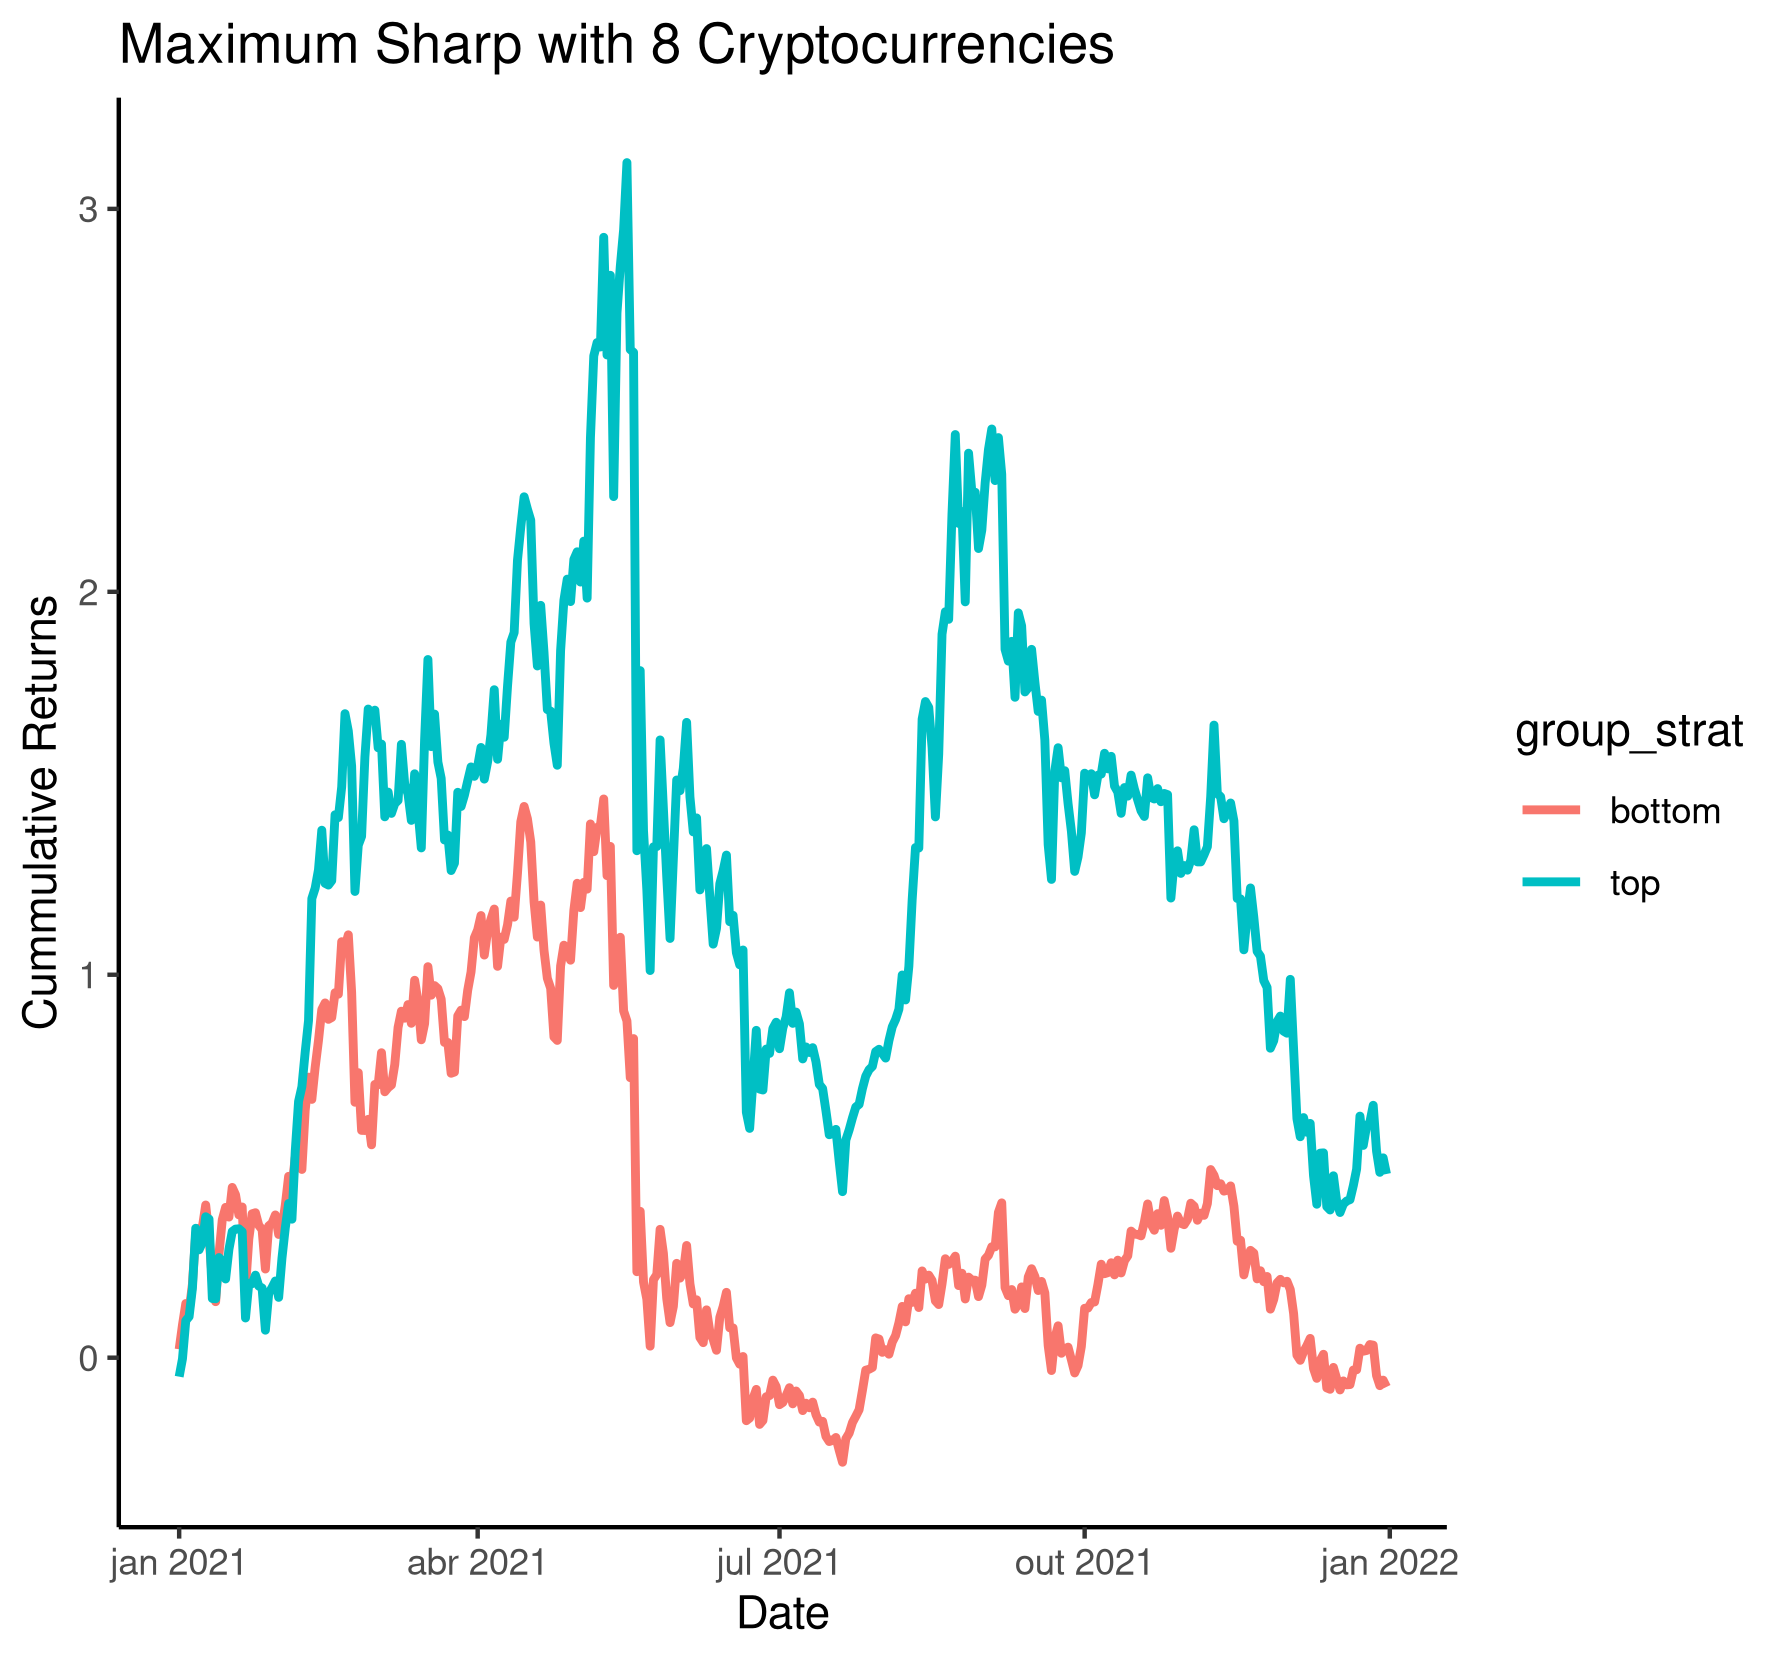 Maximum Sharp with 8 Cryptocurrencies
Cummulative Returns
3
2
1
0
jan 2021
abr 2021
jul 2021
out 2021
jan 2022
Date
group_strat
bottom
top